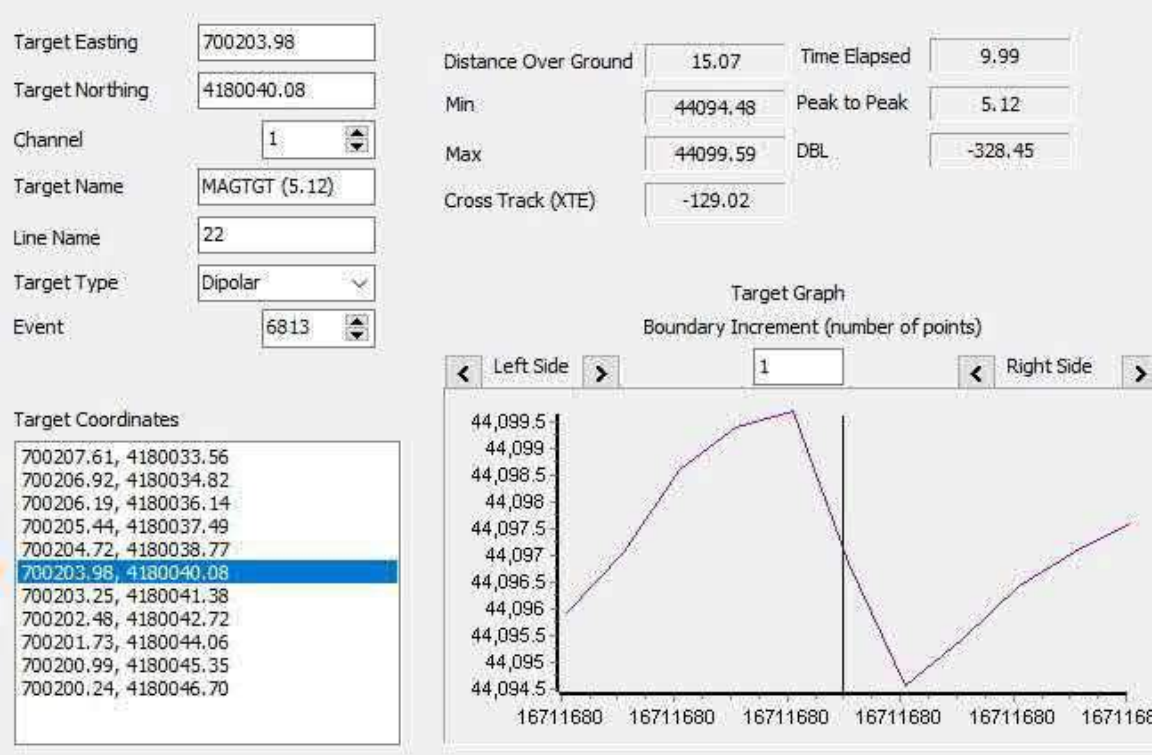 Target Easting 700203.98
Target Northing 4180040.08
Channel 1
Target Name MAGTGT (5.12)
Line Name 22
Target Type Dipolar
Event 6813
Distance Over Ground 15.07 Time Elapsed 9.99
Min 44094.48 Peak to Peak 5.12
Max 44099.59 DBL -328.45
Cross Track (XTE) -129.02
Target Graph
Boundary Increment (number of points)
< Left Side > 1 < Right Side >
Target Coordinates
700207.61, 4180033.56
700206.92, 4180034.82
700206.19, 4180036.14
700205.44, 4180037.49
700204.72, 4180038.77
700203.98, 4180040.08
700203.25, 4180041.38
700202.48, 4180042.72
700201.73, 4180044.06
700200.99, 4180045.35
700200.24, 4180046.70
44,099.5
44,099
44,098.5
44,098
44,097.5
44,097
44,096.5
44,096
44,095.5
44,095
44,094.5
16711680 16711680 16711680 16711680 16711680 1671168